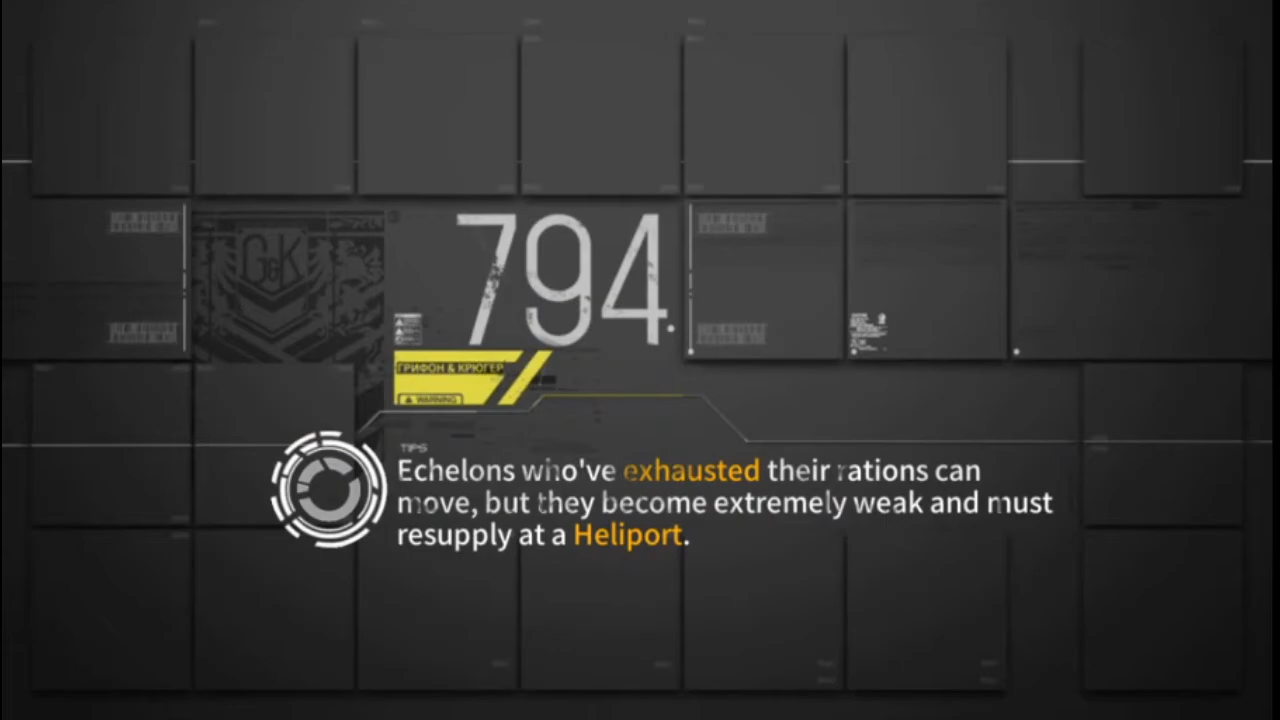 G&K
794.
ГРИФОН & КРЮГЕР
WARNING
TIPS
Echelons who've exhausted their rations can
move, but they become extremely weak and must
resupply at a Heliport.